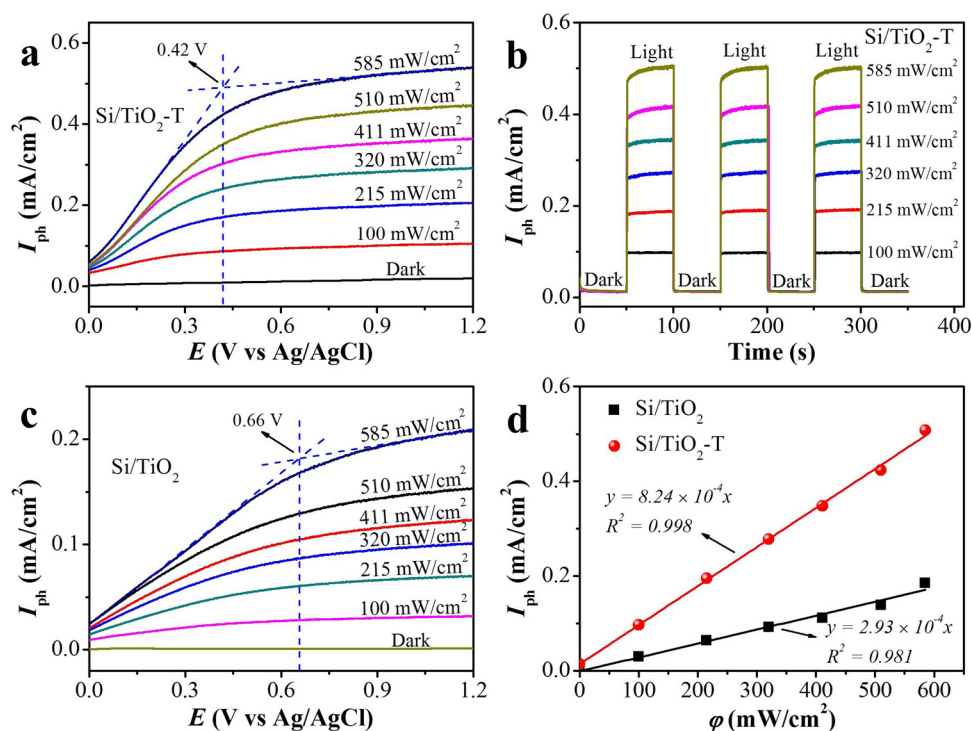 a
0.6
0.4
0.2
0.0
I_ph (mA/cm²)
0.42 V
Si/TiO₂-T
585 mW/cm²
510 mW/cm²
411 mW/cm²
320 mW/cm²
215 mW/cm²
100 mW/cm²
Dark
0.0 0.3 0.6 0.9 1.2
E (V vs Ag/AgCl)
b
0.6
0.4
0.2
0.0
I_ph (mA/cm²)
Si/TiO₂-T
Light Light Light
585 mW/cm²
510 mW/cm²
411 mW/cm²
320 mW/cm²
215 mW/cm²
100 mW/cm²
Dark Dark Dark Dark
0 100 200 300 400
Time (s)
c
0.2
0.1
0.0
I_ph (mA/cm²)
0.66 V
Si/TiO₂
585 mW/cm²
510 mW/cm²
411 mW/cm²
320 mW/cm²
215 mW/cm²
100 mW/cm²
Dark
0.0 0.3 0.6 0.9 1.2
E (V vs Ag/AgCl)
d
0.6
0.4
0.2
0.0
I_ph (mA/cm²)
Si/TiO₂
Si/TiO₂-T
y = 8.24 × 10⁻⁴x
R² = 0.998
y = 2.93 × 10⁻⁴x
R² = 0.981
0 100 200 300 400 500 600
φ (mW/cm²)